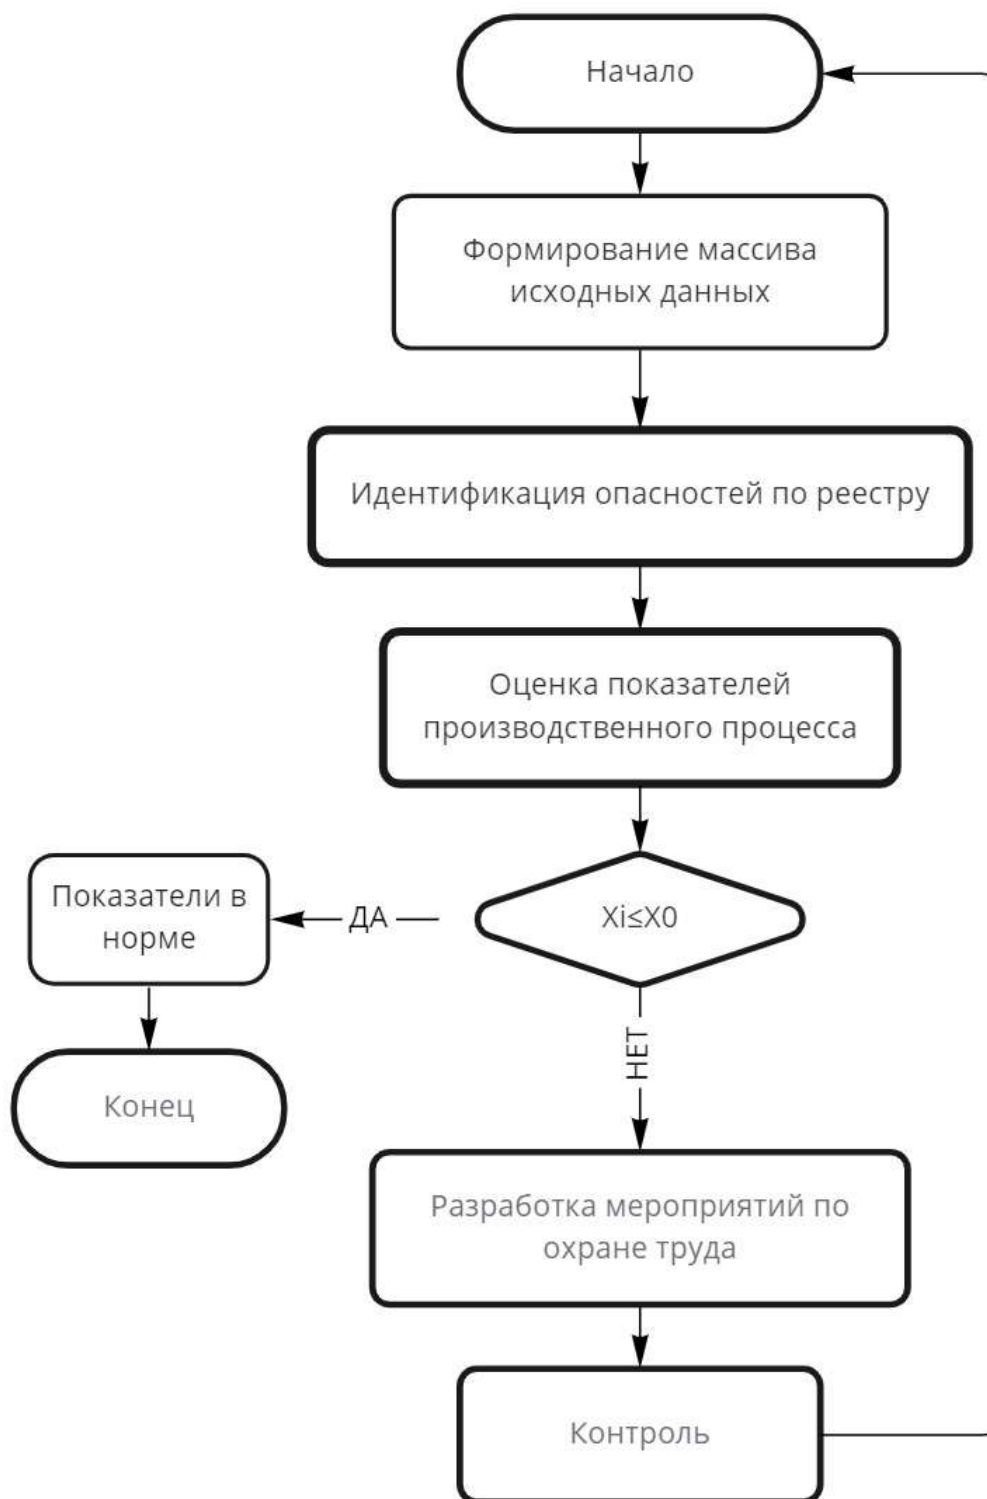 Начало
Формирование массива
исходных данных
Идентификация опасностей по реестру
Оценка показателей
производственного процесса
Xi≤X0
ДА
Показатели в
норме
Конец
НЕТ
Разработка мероприятий по
охране труда
Контроль